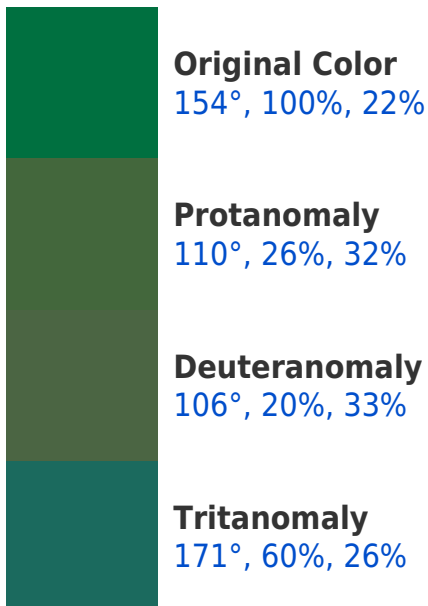 Original Color
154°, 100%, 22%
Protanomaly
110°, 26%, 32%
Deuteranomaly
106°, 20%, 33%
Tritanomaly
171°, 60%, 26%